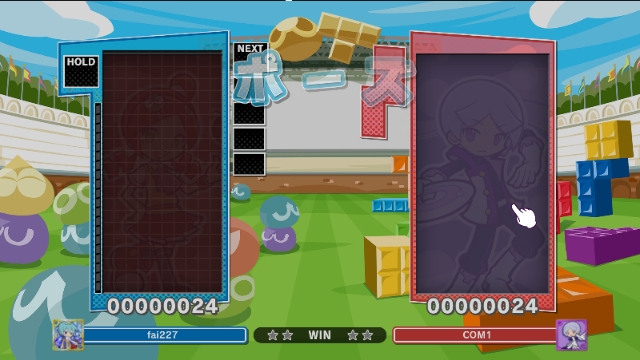 HOLD
NEXT
ポーズ
00000024
00000024
fai227
WIN
COM1